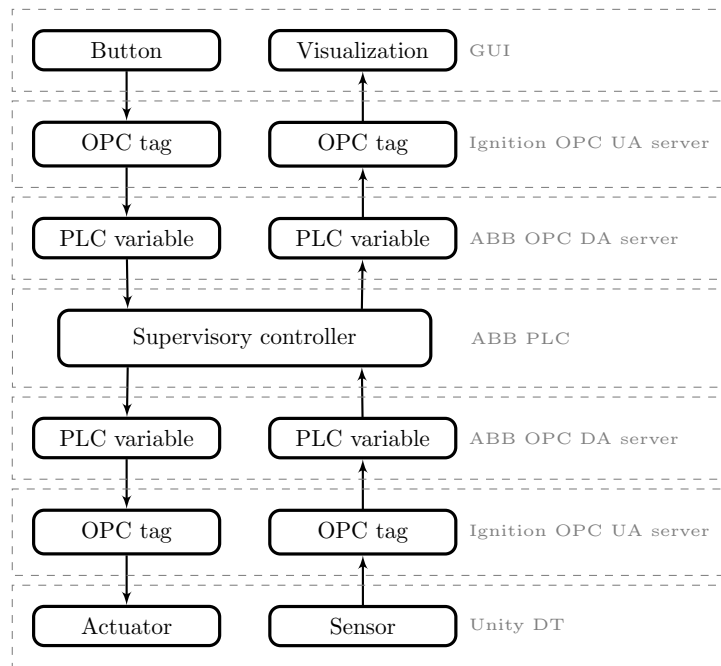 Button Visualization GUI
OPC tag OPC tag Ignition OPC UA server
PLC variable PLC variable ABB OPC DA server
Supervisory controller ABB PLC
PLC variable PLC variable ABB OPC DA server
OPC tag OPC tag Ignition OPC UA server
Actuator Sensor Unity DT